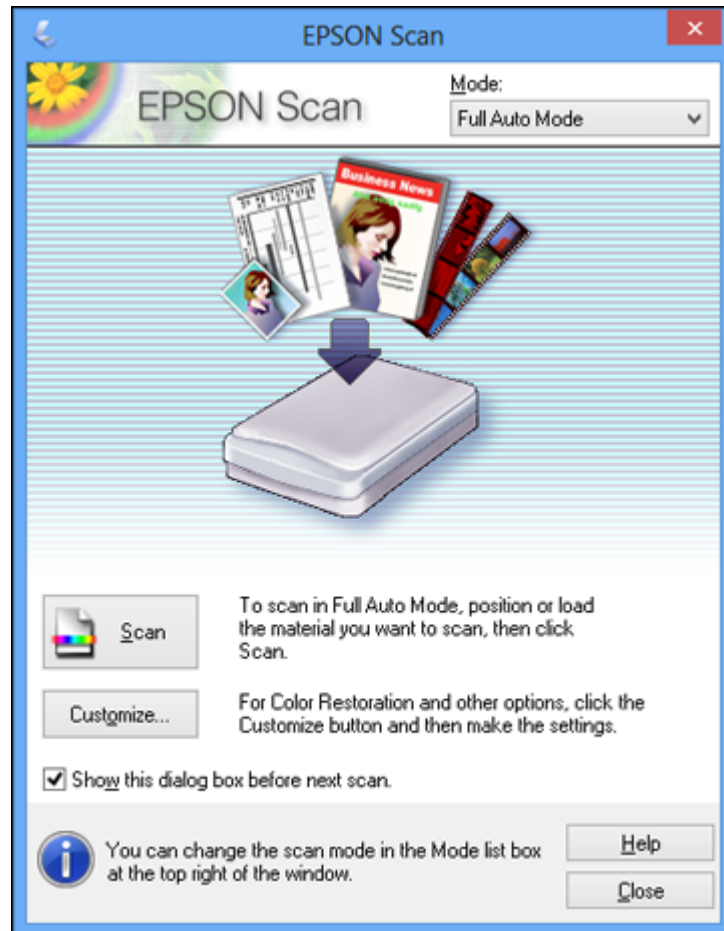 EPSON Scan
EPSON Scan
Mode:
Full Auto Mode
Business News
Scan
To scan in Full Auto Mode, position or load
the material you want to scan, then click
Scan.
Customize...
For Color Restoration and other options, click the
Customize button and then make the settings.
Show this dialog box before next scan.
You can change the scan mode in the Mode list box
at the top right of the window.
Help
Close